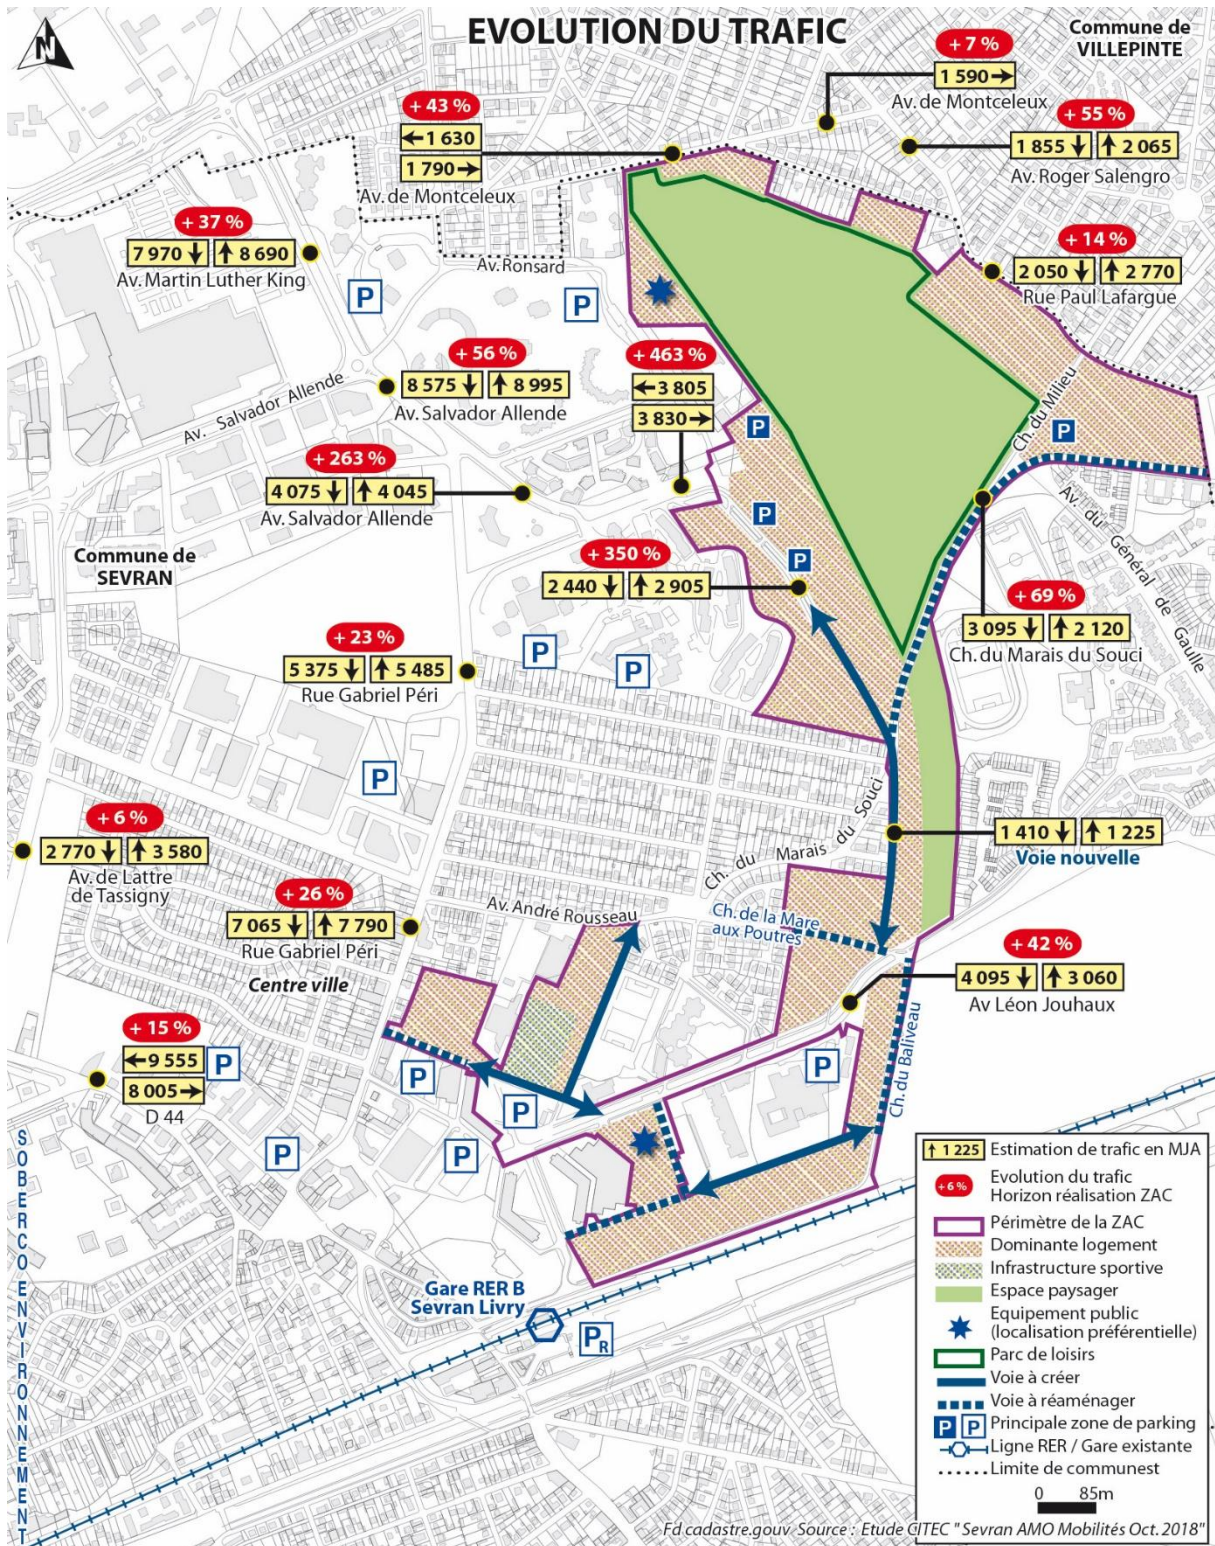 N
EVOLUTION DU TRAFIC
Commune de
VILLEPINTE
+ 7 %
1 590 →
Av. de Montceleux
+ 43 %
← 1 630
1 790 →
Av. de Montceleux
+ 55 %
1 855 ↓ ↑ 2 065
Av. Roger Salengro
+ 37 %
7 970 ↓ ↑ 8 690
Av. Martin Luther King
Av. Ronsard
+ 14 %
2 050 ↓ ↑ 2 770
Rue Paul Lafargue
P
P
+ 56 %
8 575 ↓ ↑ 8 995
Av. Salvador Allende
+ 463 %
← 3 805
3 830 →
Av. Salvador Allende
Ch. du Milieu
P
P
+ 263 %
4 075 ↓ ↑ 4 045
Av. Salvador Allende
P
Av. du Général de Gaulle
Commune de
SEVRAN
+ 350 %
2 440 ↓ ↑ 2 905
P
+ 69 %
3 095 ↓ ↑ 2 120
Ch. du Marais du Souci
+ 23 %
5 375 ↓ ↑ 5 485
Rue Gabriel Péri
P
P
P
Ch. du Marais du Souci
+ 6 %
2 770 ↓ ↑ 3 580
Av. de Lattre
de Tassigny
1 410 ↓ ↑ 1 225
Voie nouvelle
+ 26 %
7 065 ↓ ↑ 7 790
Rue Gabriel Péri
Av. André Rousseau
Ch. de la Mare
aux Poutres
+ 42 %
4 095 ↓ ↑ 3 060
Av Léon Jouhaux
Centre ville
+ 15 %
← 9 555
8 005 →
D 44
P
P
P
P
Ch. du Baliveau
P
P
Gare RER B
Sevran Livry
PR
SOBERCO ENVIRONNEMENT
↑ 1 225 Estimation de trafic en MJA
+6 % Evolution du trafic
Horizon réalisation ZAC
Périmètre de la ZAC
Dominante logement
Infrastructure sportive
Espace paysager
Equipement public
(localisation préférentielle)
Parc de loisirs
Voie à créer
Voie à réaménager
P P Principale zone de parking
Ligne RER / Gare existante
Limite de communest
0 85m
Fd cadastre.gouv Source : Etude CITEC " Sevran AMO Mobilités Oct. 2018"